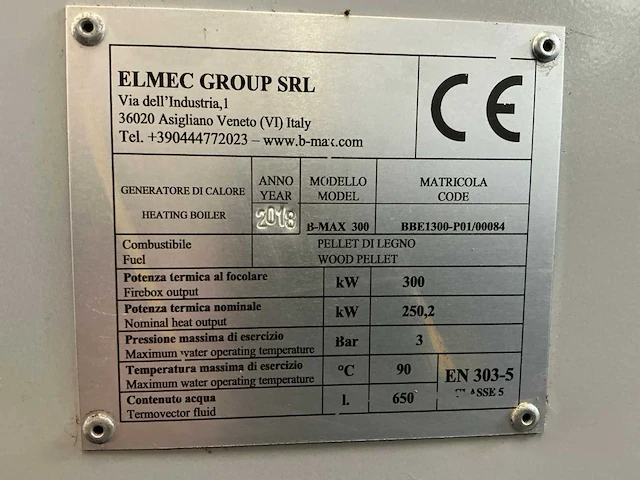 ELMEC GROUP SRL
Via dell'Industria,1
36020 Asigliano Veneto (VI) Italy
Tel. +390444772023 – www.b-max.com
CE
GENERATORE DI CALORE
HEATING BOILER
ANNO
YEAR
2018
MODELLO
MODEL
B-MAX 300
MATRICOLA
CODE
BBE1300-P01/00084
Combustibile PELLET DI LEGNO
Fuel WOOD PELLET
Potenza termica al focolare
Firebox output
kW 300
Potenza termica nominale
Nominal heat output
kW 250,2
Pressione massima di esercizio
Maximum water operating temperature
Bar 3
Temperatura massima di esercizio
Maximum water operating temperature
°C 90
Contenuto acqua
Termovector fluid
l. 650
EN 303-5
CLASSE 5